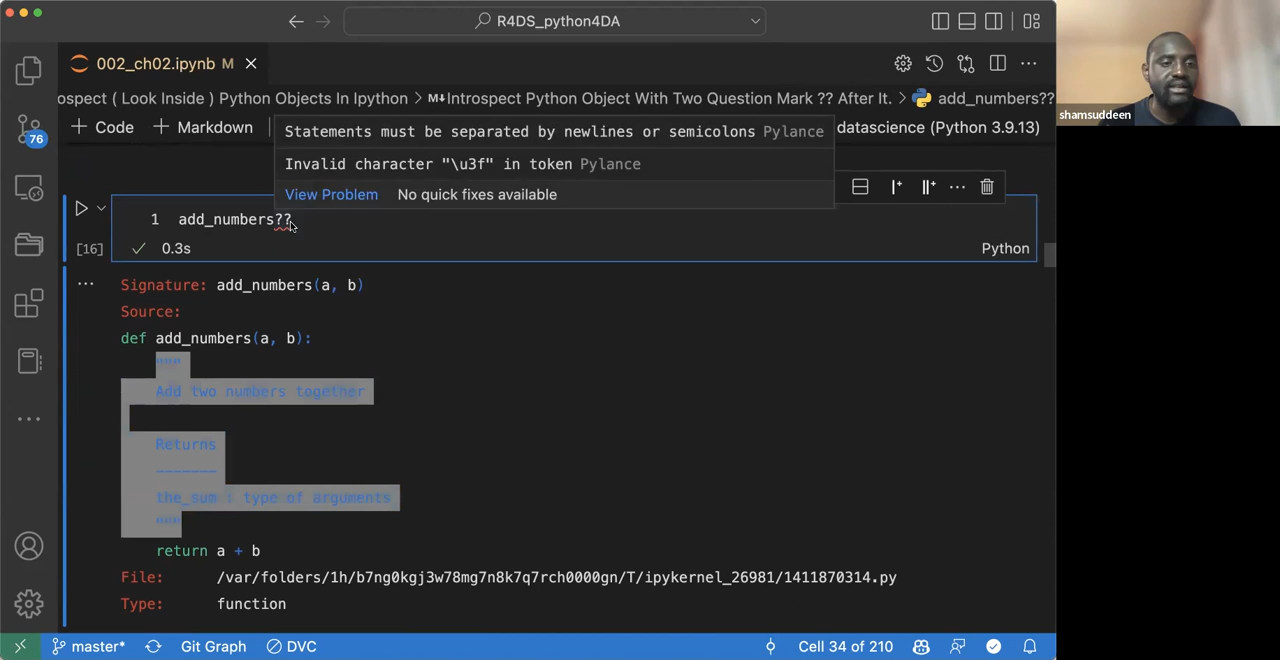 R4DS_python4DA
002_ch02.ipynb M
ospect ( Look Inside ) Python Objects In Ipython > M↓Introspect Python Object With Two Question Mark ?? After It. > add_numbers??
+ Code + Markdown
datascience (Python 3.9.13)
Statements must be separated by newlines or semicolons Pylance
Invalid character "\u3f" in token Pylance
View Problem No quick fixes available
1 add_numbers??
[16] 0.3s Python
Signature: add_numbers(a, b)
Source:
def add_numbers(a, b):
"""
Add two numbers together
Returns
-------
the_sum : type of arguments
"""
return a + b
File: /var/folders/1h/b7ng0kgj3w78mg7n8k7q7rch0000gn/T/ipykernel_26981/1411870314.py
Type: function
76
master* Git Graph DVC Cell 34 of 210
shamsuddeen